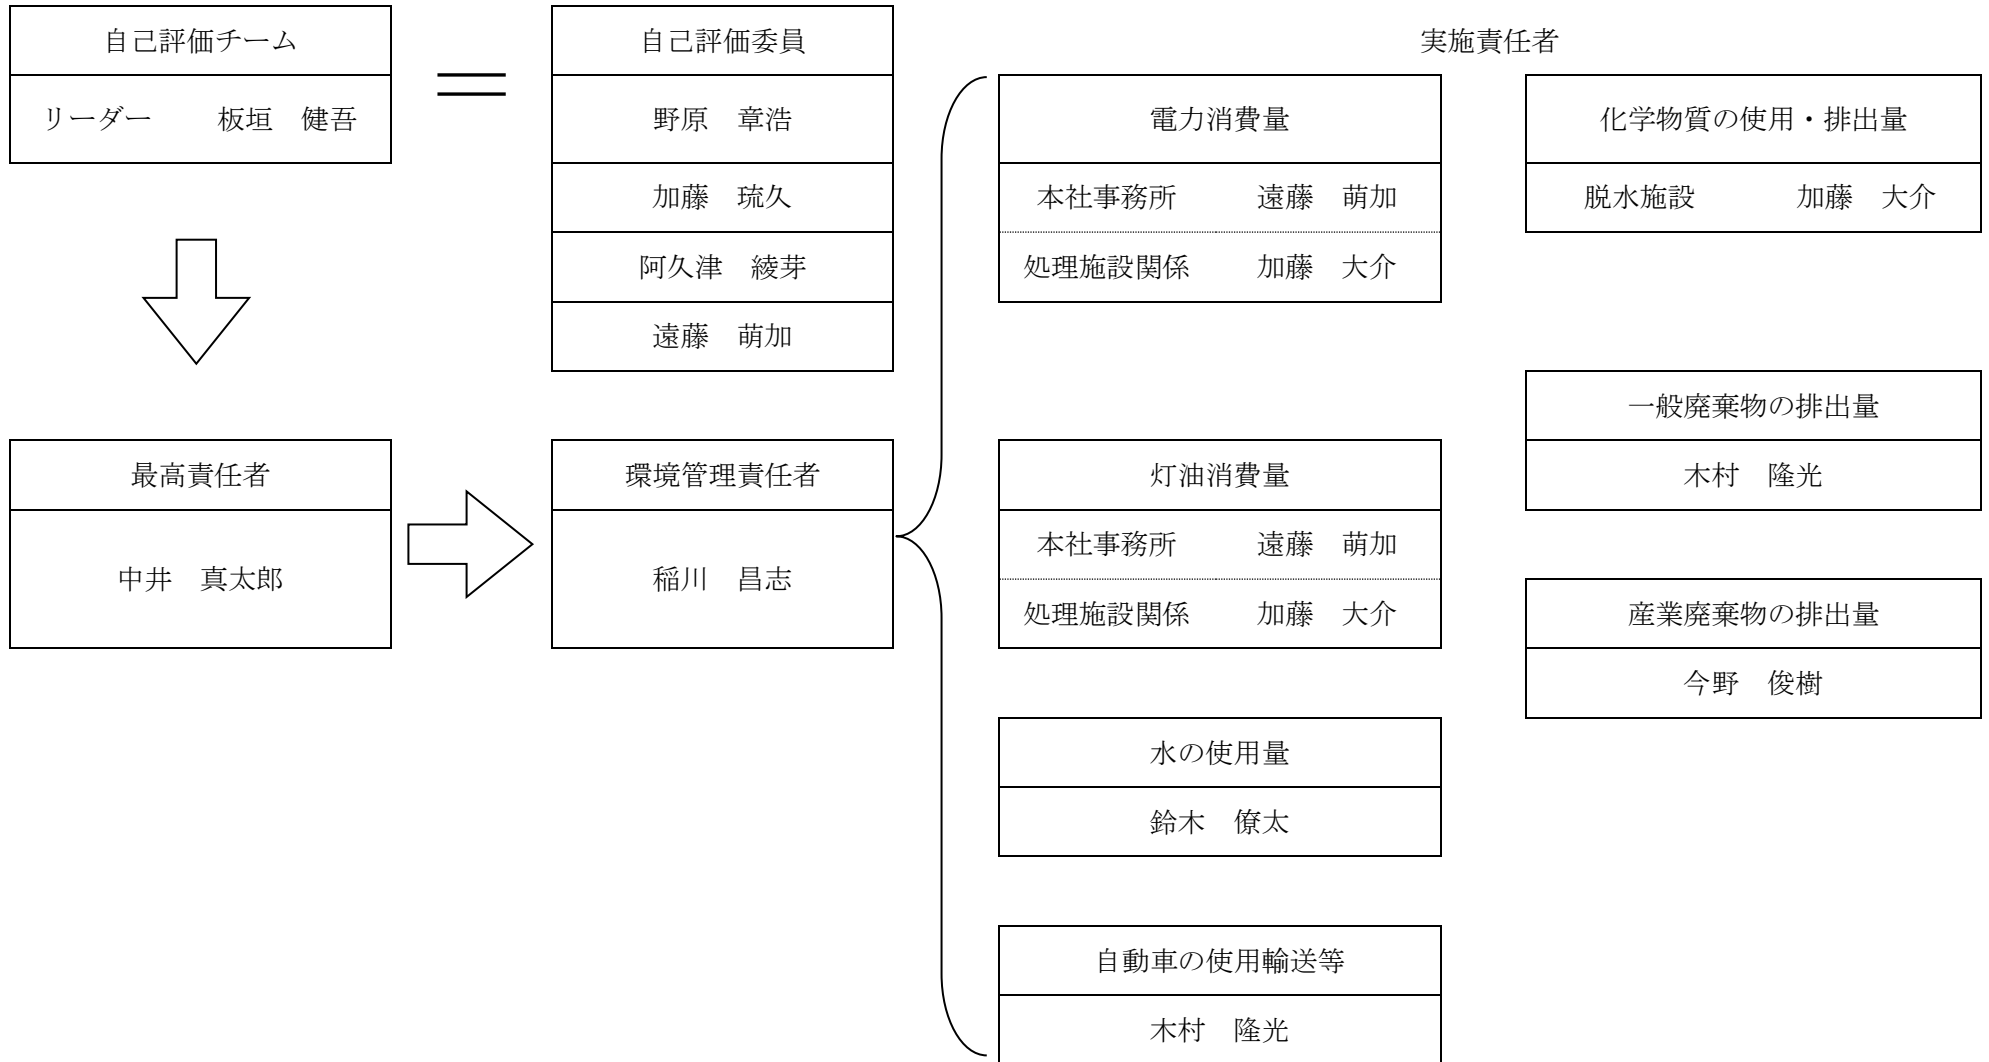 自己評価チーム
リーダー　　板垣　健吾
自己評価委員
野原　章浩
加藤　琉久
阿久津　綾芽
遠藤　萌加
最高責任者
中井　真太郎
環境管理責任者
稲川　昌志
実施責任者
電力消費量
本社事務所　　遠藤　萌加
処理施設関係　　加藤　大介
灯油消費量
本社事務所　　遠藤　萌加
処理施設関係　　加藤　大介
水の使用量
鈴木　僚太
自動車の使用輸送等
木村　隆光
化学物質の使用・排出量
脱水施設　　加藤　大介
一般廃棄物の排出量
木村　隆光
産業廃棄物の排出量
今野　俊樹